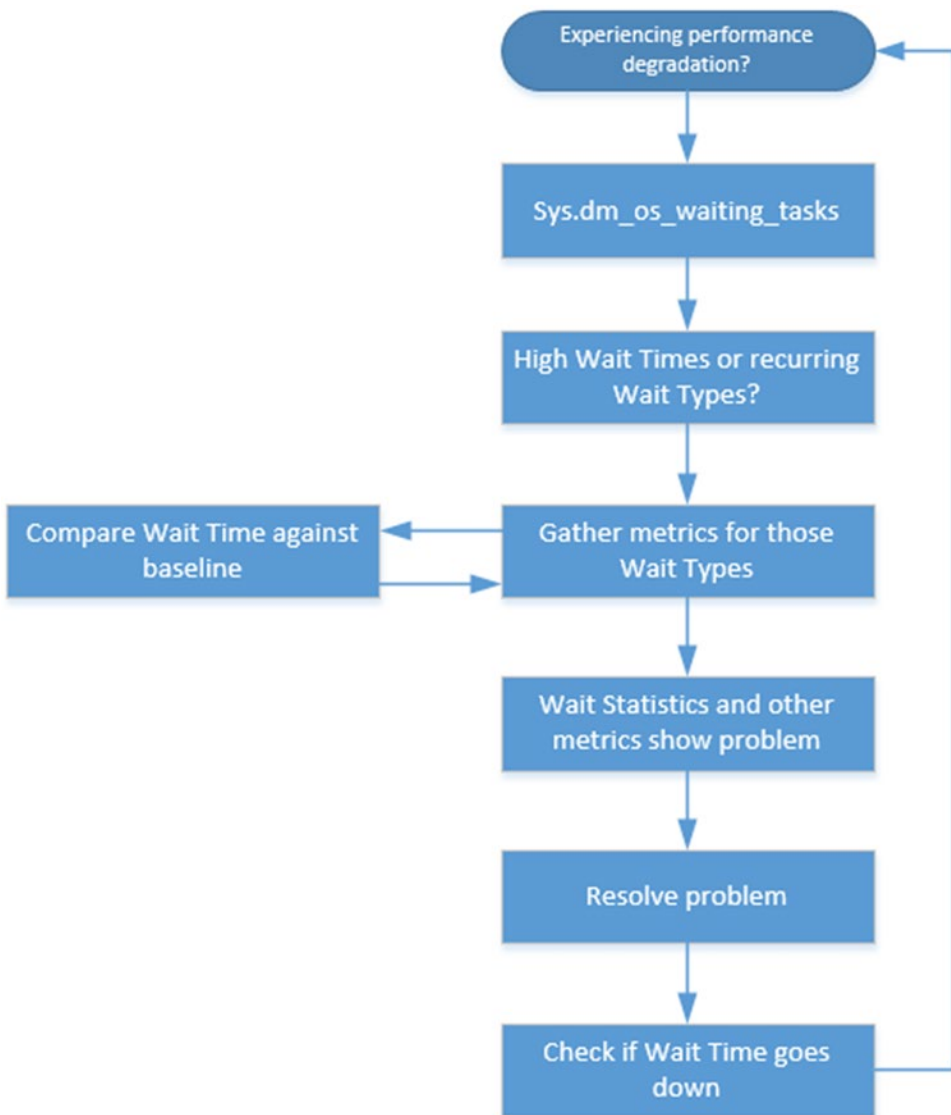 Experiencing performance
degradation?
Sys.dm_os_waiting_tasks
High Wait Times or recurring
Wait Types?
Compare Wait Time against
baseline
Gather metrics for those
Wait Types
Wait Statistics and other
metrics show problem
Resolve problem
Check if Wait Time goes
down